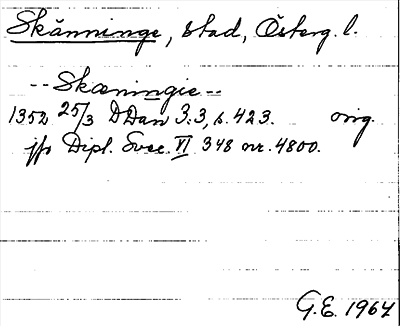 Skänninge, stad, Österg. l.
-- Skæningie --
1352 25/3 DDan 3.3, s. 423. orig.
jfr Dipl. Svec. VI 348 nr. 4800.
G.E. 1964